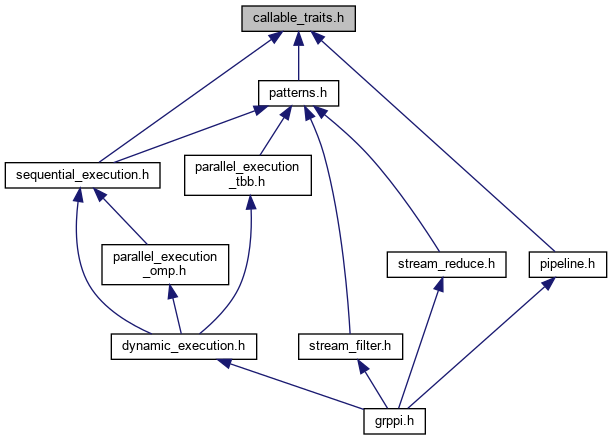 callable_traits.h
patterns.h
sequential_execution.h
parallel_execution
_tbb.h
parallel_execution
_omp.h
stream_reduce.h
pipeline.h
dynamic_execution.h
stream_filter.h
grppi.h